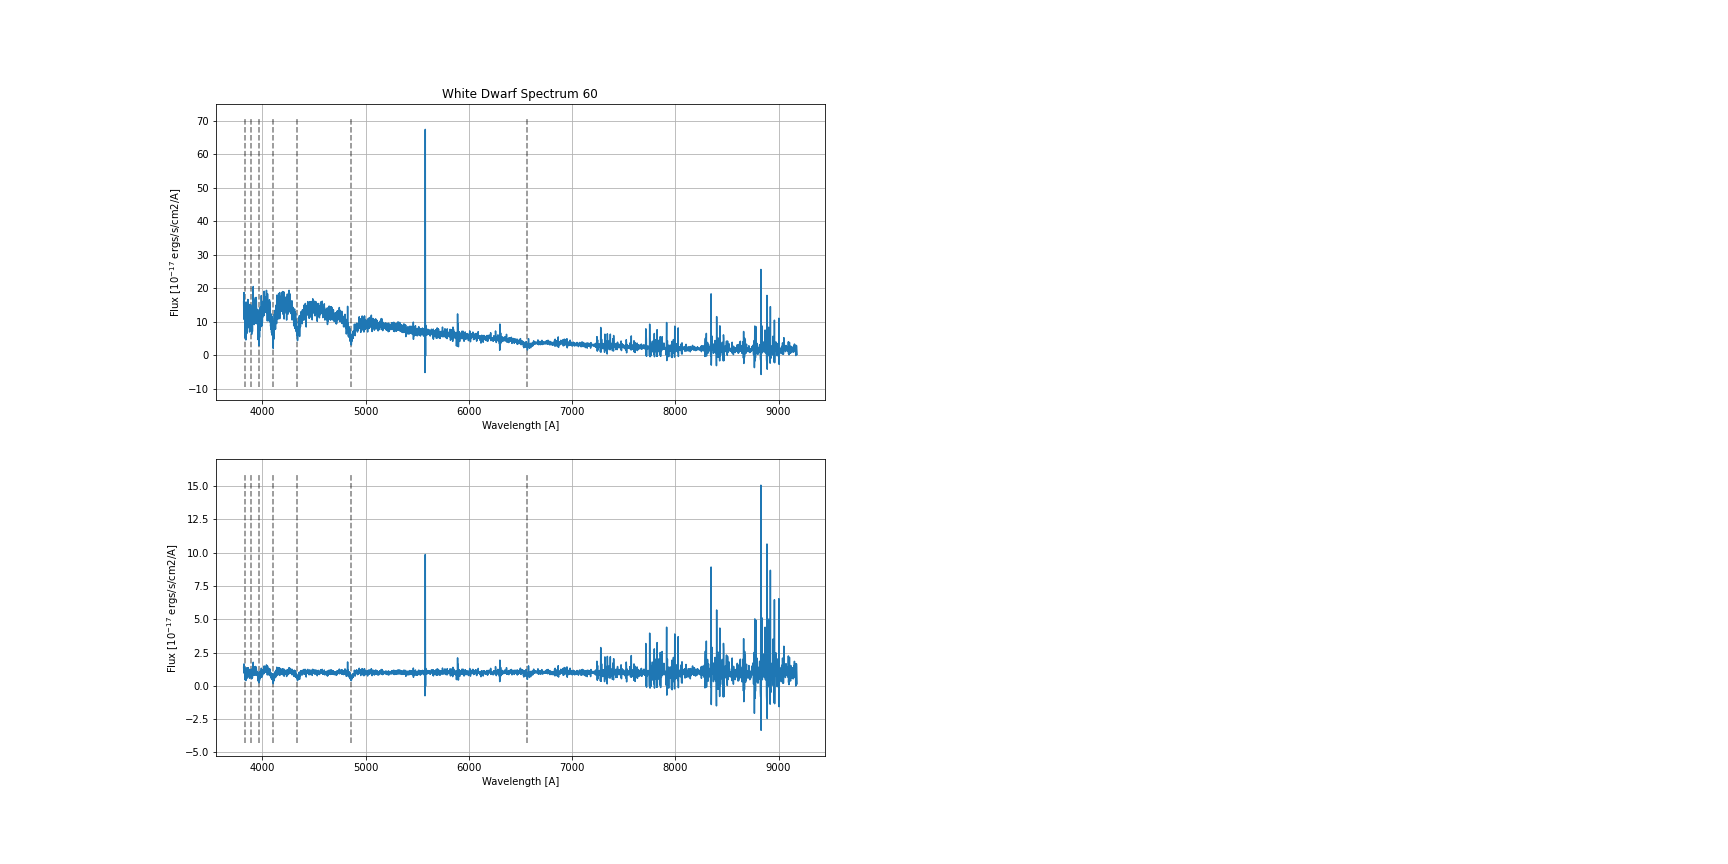 White Dwarf Spectrum 60
Flux [10⁻¹⁷ ergs/s/cm2/A]
70
60
50
40
30
20
10
0
−10
4000 5000 6000 7000 8000 9000
Wavelength [A]
Flux [10⁻¹⁷ ergs/s/cm2/A]
15.0
12.5
10.0
7.5
5.0
2.5
0.0
−2.5
−5.0
4000 5000 6000 7000 8000 9000
Wavelength [A]